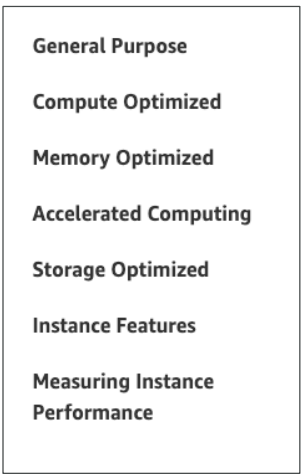 General Purpose
Compute Optimized
Memory Optimized
Accelerated Computing
Storage Optimized
Instance Features
Measuring Instance
Performance